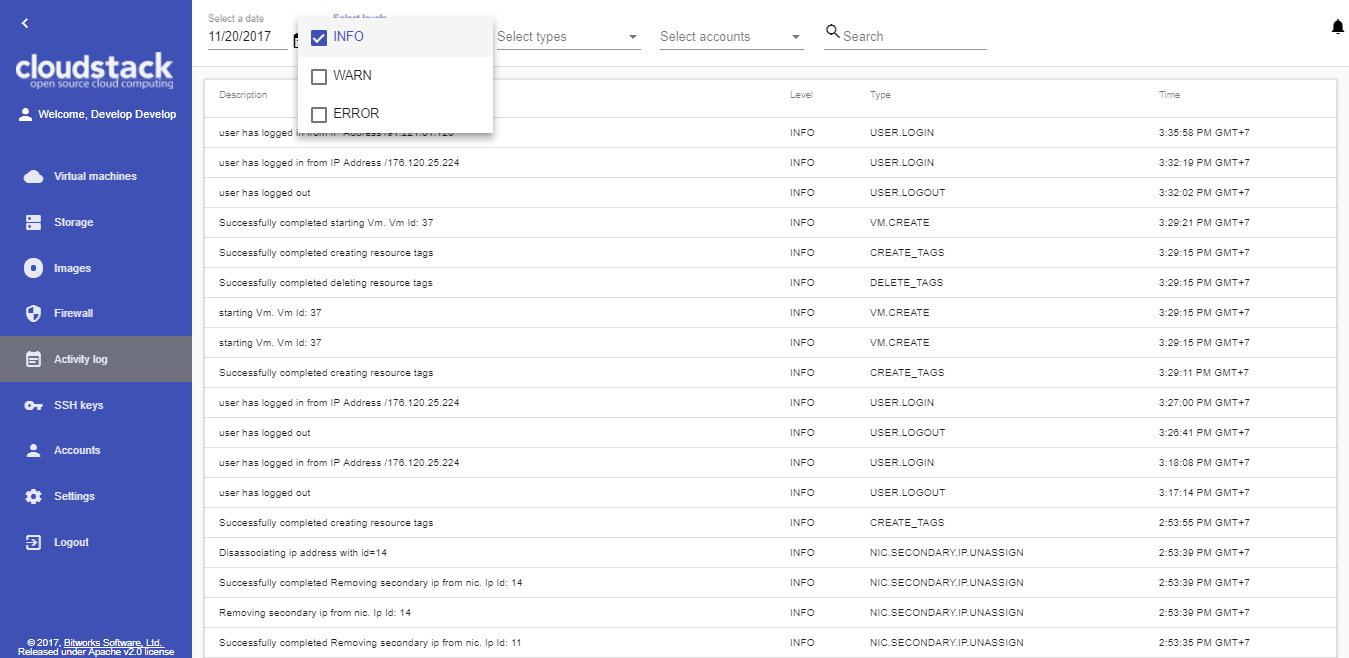 cloudstack
open source cloud computing
Welcome, Develop Develop
Virtual machines
Storage
Images
Firewall
Activity log
SSH keys
Accounts
Settings
Logout
© 2017, Bitworks Software, Ltd.
Released under Apache v2.0 license
Select a date
11/20/2017
Select levels
INFO
WARN
ERROR
Select types
Select accounts
Search
Description Level Type Time
user has logged in from IP Address INFO USER.LOGIN 3:35:58 PM GMT+7
user has logged in from IP Address /176.120.25.224 INFO USER.LOGIN 3:32:19 PM GMT+7
user has logged out INFO USER.LOGOUT 3:32:02 PM GMT+7
Successfully completed starting Vm. Vm Id: 37 INFO VM.CREATE 3:29:21 PM GMT+7
Successfully completed creating resource tags INFO CREATE_TAGS 3:29:15 PM GMT+7
Successfully completed deleting resource tags INFO DELETE_TAGS 3:29:15 PM GMT+7
starting Vm. Vm Id: 37 INFO VM.CREATE 3:29:15 PM GMT+7
starting Vm. Vm Id: 37 INFO VM.CREATE 3:29:15 PM GMT+7
Successfully completed creating resource tags INFO CREATE_TAGS 3:29:11 PM GMT+7
user has logged in from IP Address /176.120.25.224 INFO USER.LOGIN 3:27:00 PM GMT+7
user has logged out INFO USER.LOGOUT 3:26:41 PM GMT+7
user has logged in from IP Address /176.120.25.224 INFO USER.LOGIN 3:18:08 PM GMT+7
user has logged out INFO USER.LOGOUT 3:17:14 PM GMT+7
Successfully completed creating resource tags INFO CREATE_TAGS 2:53:55 PM GMT+7
Disassociating ip address with id=14 INFO NIC.SECONDARY.IP.UNASSIGN 2:53:39 PM GMT+7
Successfully completed Removing secondary ip from nic. Ip Id: 14 INFO NIC.SECONDARY.IP.UNASSIGN 2:53:39 PM GMT+7
Removing secondary ip from nic. Ip Id: 14 INFO NIC.SECONDARY.IP.UNASSIGN 2:53:39 PM GMT+7
Successfully completed Removing secondary ip from nic. Ip Id: 11 INFO NIC.SECONDARY.IP.UNASSIGN 2:53:35 PM GMT+7